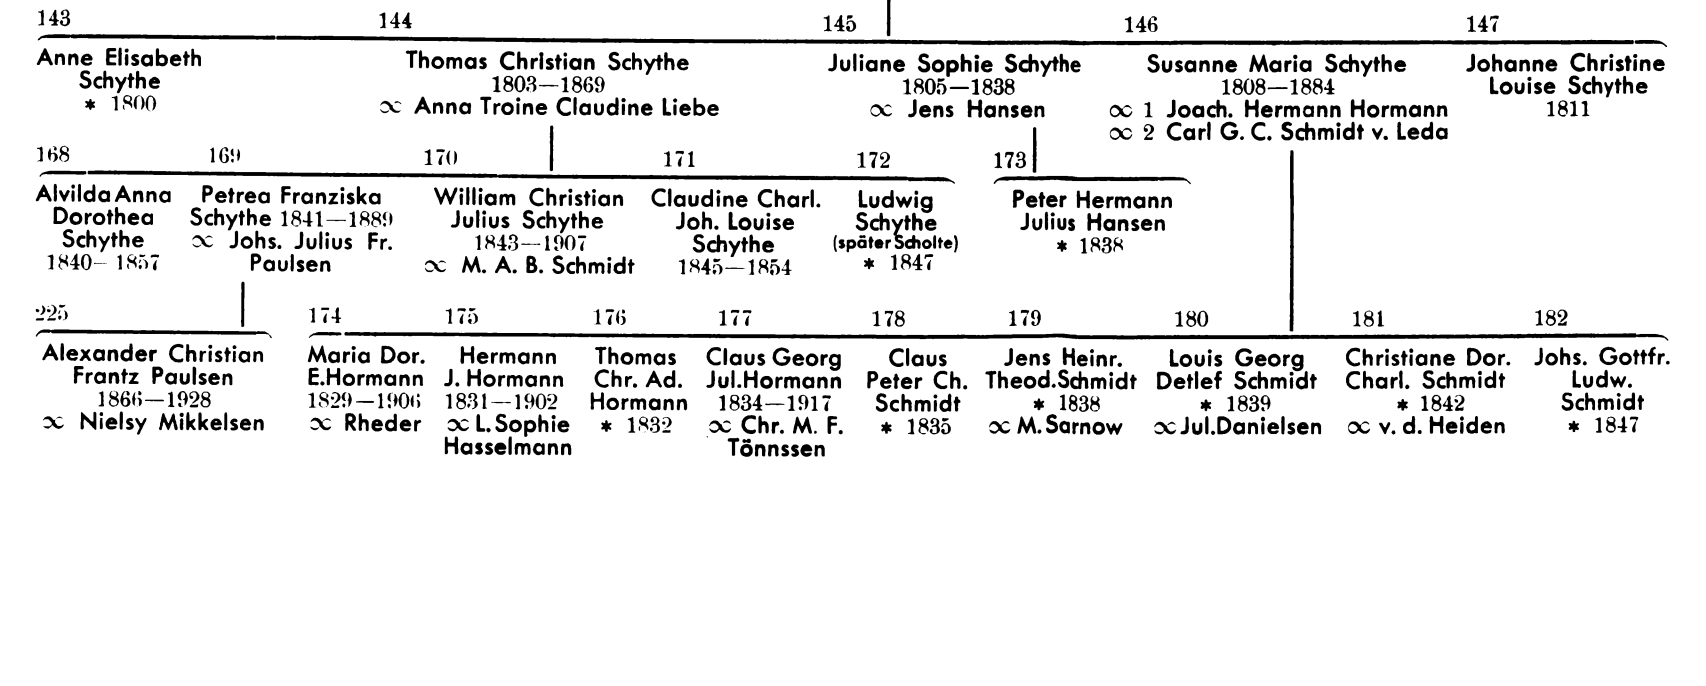 143 144 145 146 147
Anne Elisabeth
Schythe
* 1800
Thomas Christian Schythe
1803—1869
∞ Anna Troine Claudine Liebe
Juliane Sophie Schythe
1805—1838
∞ Jens Hansen
Susanne Maria Schythe
1808—1884
∞ 1 Joach. Hermann Hormann
∞ 2 Carl G. C. Schmidt v. Leda
Johanne Christine
Louise Schythe
1811
168 169 170 171 172 173
Alvilda Anna
Dorothea
Schythe
1840—1857
Petrea Franziska
Schythe 1841—1889
∞ Johs. Julius Fr.
Paulsen
William Christian
Julius Schythe
1843—1907
∞ M. A. B. Schmidt
Claudine Charl.
Joh. Louise
Schythe
1845—1854
Ludwig
Schythe
(später Scholte)
* 1847
Peter Hermann
Julius Hansen
* 1838
225 174 175 176 177 178 179 180 181 182
Alexander Christian
Frantz Paulsen
1866—1928
∞ Nielsy Mikkelsen
Maria Dor.
E. Hormann
1829—1906
∞ Rheder
Hermann
J. Hormann
1831—1902
∞ L. Sophie
Hasselmann
Thomas
Chr. Ad.
Hormann
* 1832
Claus Georg
Jul. Hormann
1834—1917
∞ Chr. M. F.
Tönnssen
Claus
Peter Ch.
Schmidt
* 1835
Jens Heinr.
Theod. Schmidt
* 1838
∞ M. Sarnow
Louis Georg
Detlef Schmidt
* 1839
∞ Jul. Danielsen
Christiane Dor.
Charl. Schmidt
* 1842
∞ v. d. Heiden
Johs. Gottfr.
Ludw.
Schmidt
* 1847